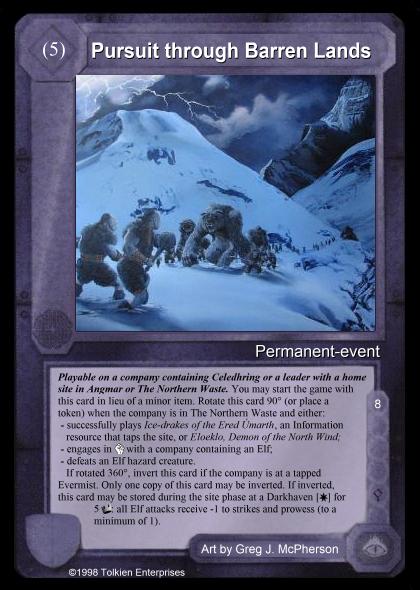 (5) Pursuit through Barren Lands
Permanent-event
Playable on a company containing Celedhring or a leader with a home
site in Angmar or The Northern Waste. You may start the game with
this card in lieu of a minor item. Rotate this card 90° (or place a
token) when the company is in The Northern Waste and either:
- successfully plays Ice-drakes of the Ered Úmarth, an
Information
resource that taps the site, or Eloeklo, Demon of the North Wind;
- engages in with a company containing an Elf;
- defeats an Elf hazard creature.
If rotated 360°, invert this card if the company is at a tapped
Evermist. Only one copy of this card may be inverted. If inverted,
this card may be stored during the site phase at a Darkhaven [ ] for
5 : all Elf attacks receive -1 to strikes and prowess (to a
minimum of 1).
8
Art by Greg J. McPherson
©1998 Tolkien Enterprises